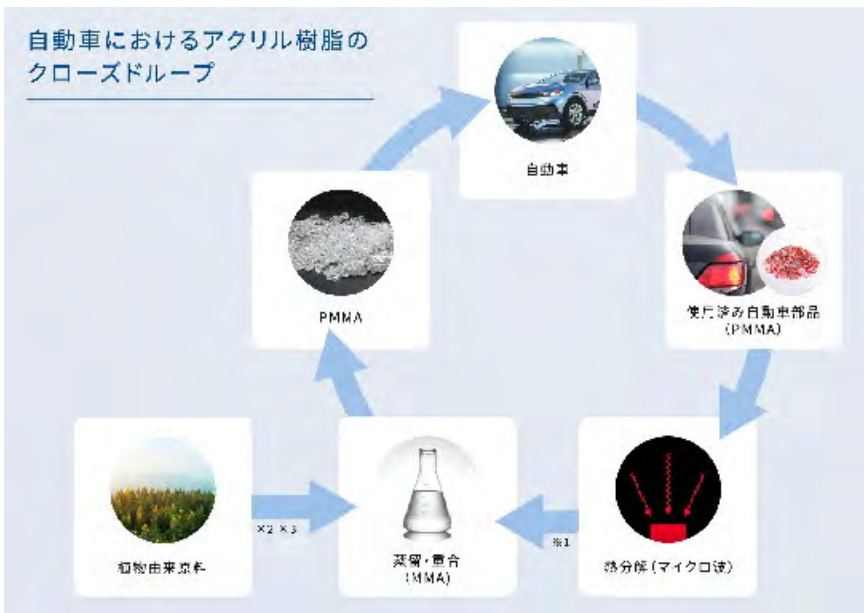 自動車におけるアクリル樹脂の
クローズドループ
自動車
PMMA
使用済み自動車部品
(PMMA)
植物由来原料
※2 ※3
蒸留・重合
(MMA)
※1
熱分解(マイクロ波)